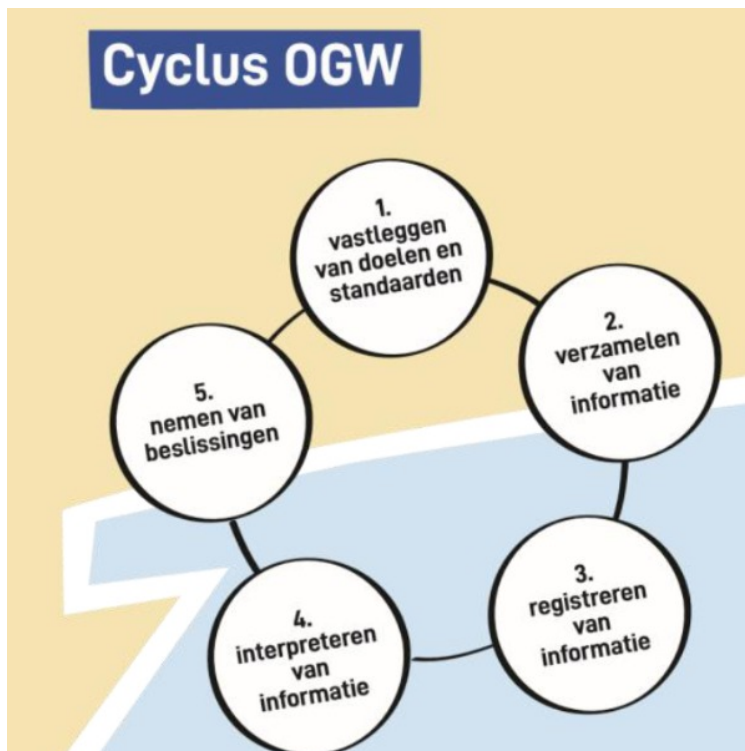 Cyclus OGW
1.
vastleggen
van doelen en
standaarden
2.
verzamelen
van
informatie
3.
registreren
van
informatie
4.
interpreteren
van
informatie
5.
nemen van
beslissingen